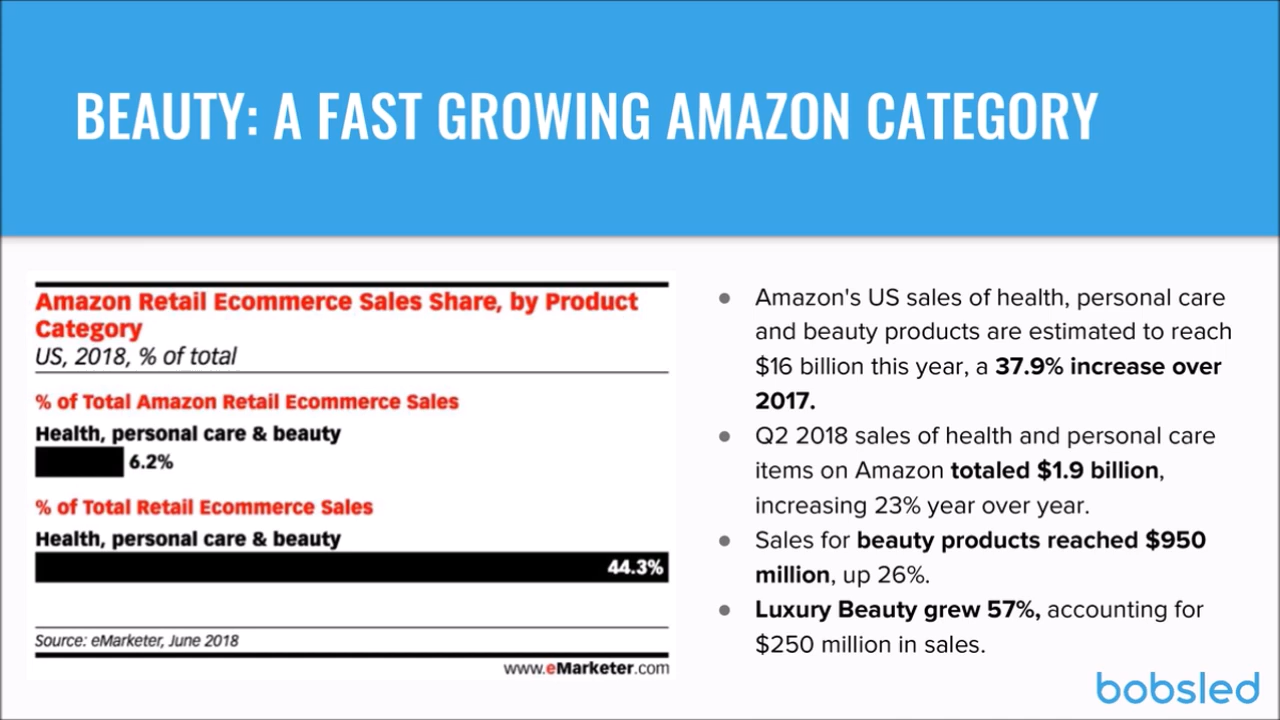 BEAUTY: A FAST GROWING AMAZON CATEGORY
Amazon Retail Ecommerce Sales Share, by Product
Category
US, 2018, % of total
% of Total Amazon Retail Ecommerce Sales
Health, personal care & beauty
6.2%
% of Total Retail Ecommerce Sales
Health, personal care & beauty
44.3%
Source: eMarketer, June 2018
www.eMarketer.com
● Amazon's US sales of health, personal care
and beauty products are estimated to reach
$16 billion this year, a 37.9% increase over
2017.
● Q2 2018 sales of health and personal care
items on Amazon totaled $1.9 billion,
increasing 23% year over year.
● Sales for beauty products reached $950
million, up 26%.
● Luxury Beauty grew 57%, accounting for
$250 million in sales.
bobsled